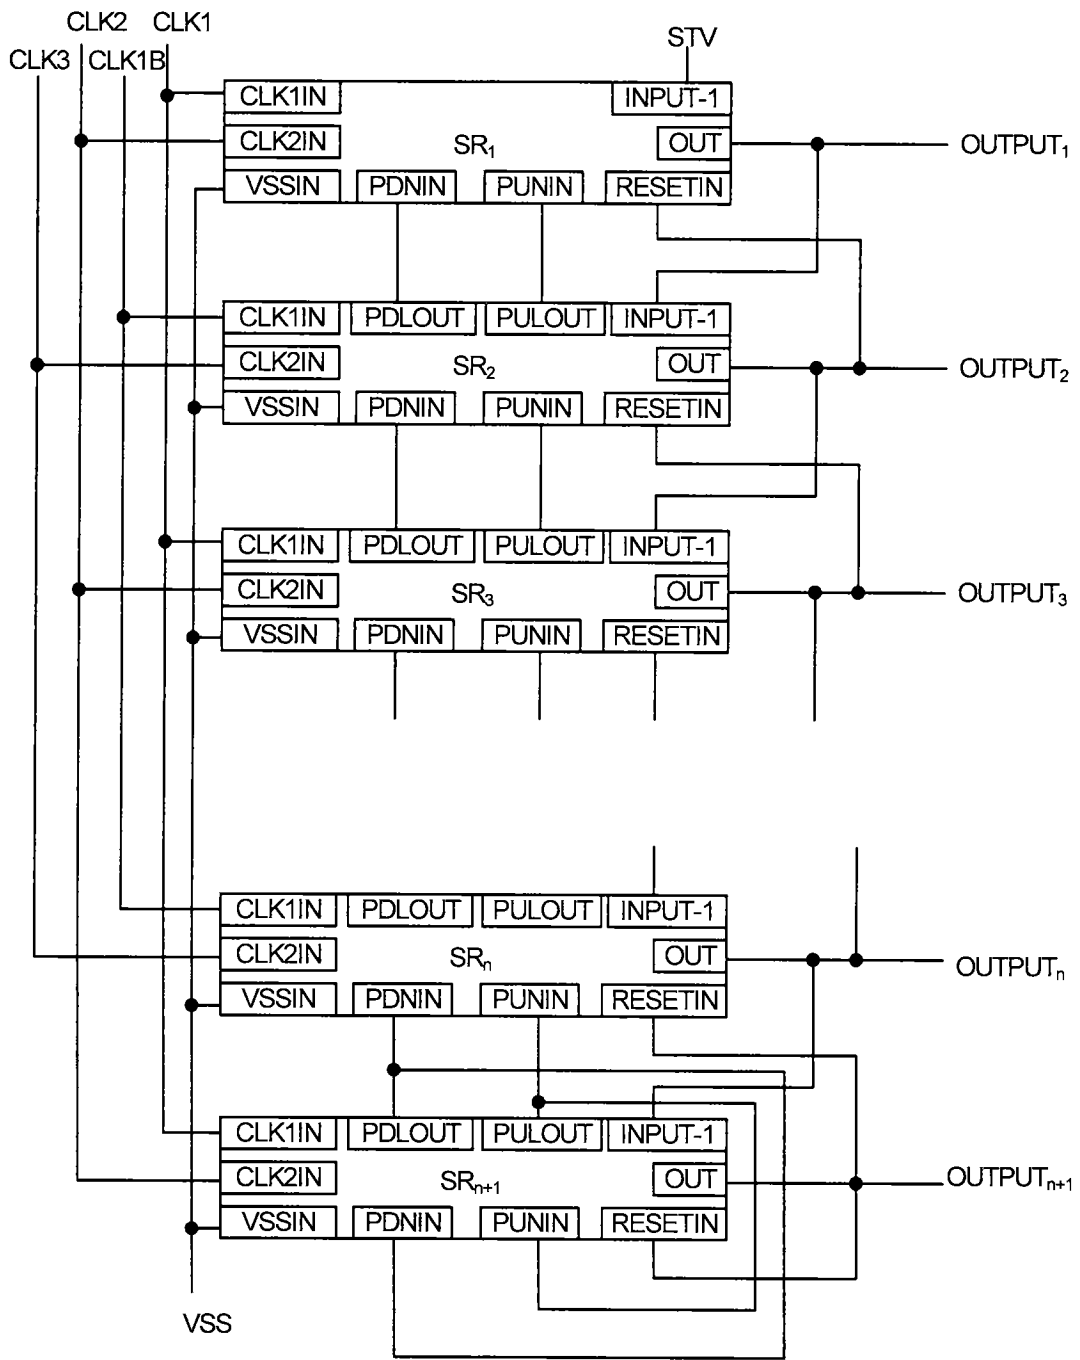 CLK2 CLK1
CLK3 CLK1B STV
CLK1IN INPUT-1
CLK2IN SR₁ OUT OUTPUT₁
VSSIN PDNIN PUNIN RESETIN
CLK1IN PDLOUT PULOUT INPUT-1
CLK2IN SR₂ OUT OUTPUT₂
VSSIN PDNIN PUNIN RESETIN
CLK1IN PDLOUT PULOUT INPUT-1
CLK2IN SR₃ OUT OUTPUT₃
VSSIN PDNIN PUNIN RESETIN
CLK1IN PDLOUT PULOUT INPUT-1
CLK2IN SRₙ OUT OUTPUTₙ
VSSIN PDNIN PUNIN RESETIN
CLK1IN PDLOUT PULOUT INPUT-1
CLK2IN SRₙ₊₁ OUT OUTPUTₙ₊₁
VSSIN PDNIN PUNIN RESETIN
VSS